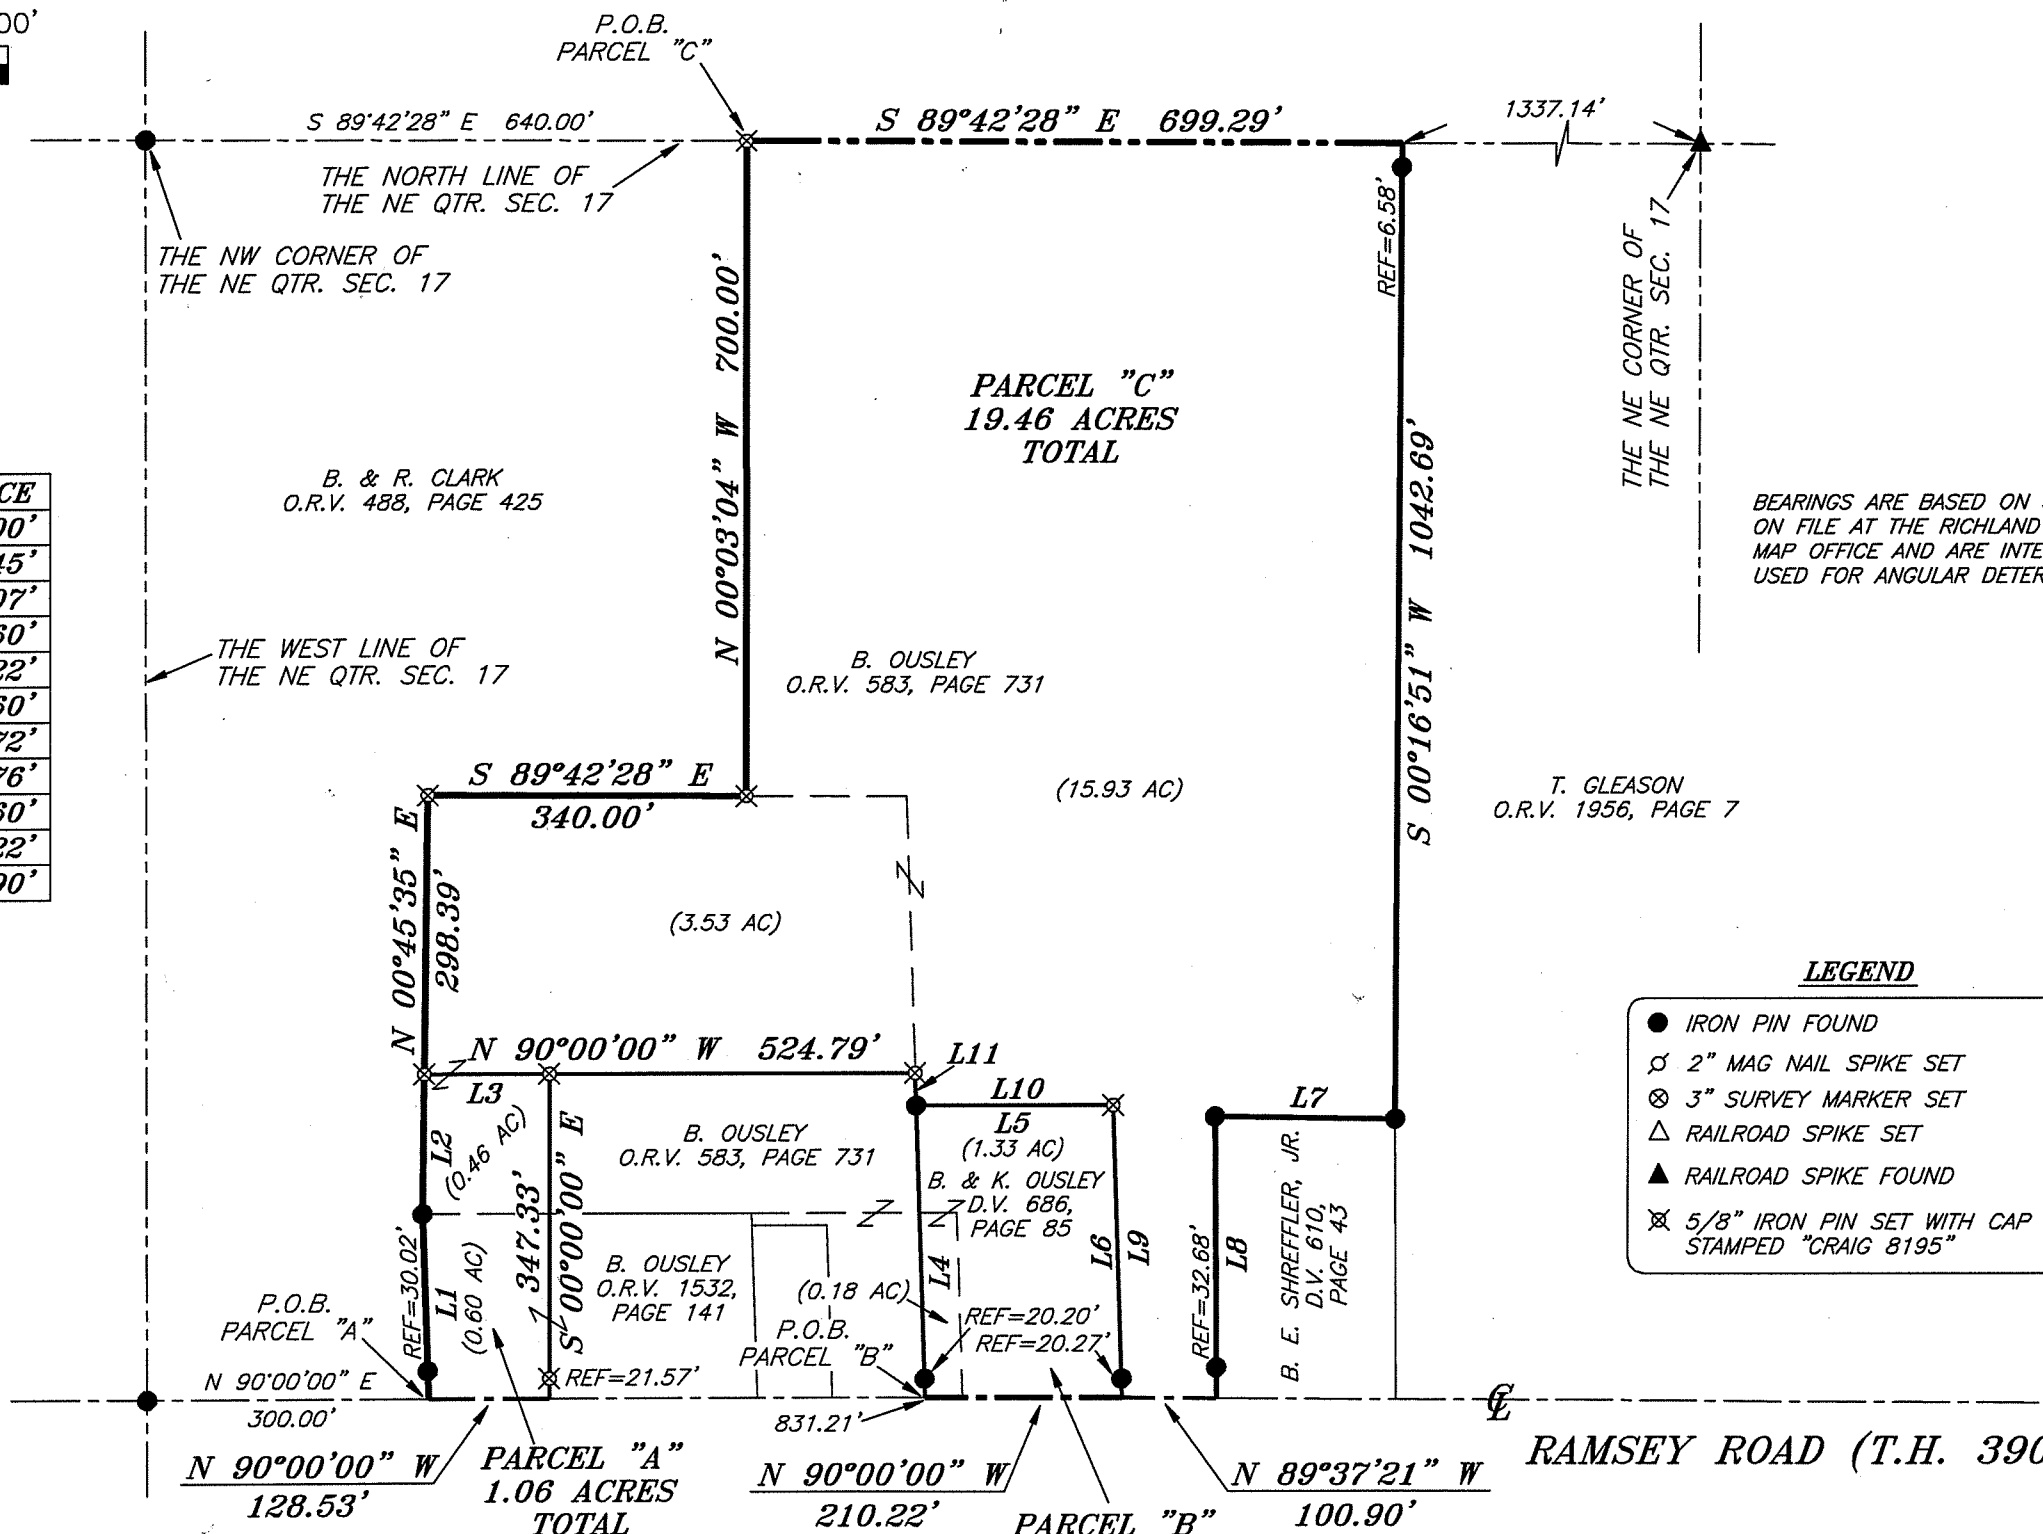 00'
P.O.B.
PARCEL "C"
S 89°42'28" E 640.00'
S 89°42'28" E 699.29'
1337.14'
THE NORTH LINE OF
THE NE QTR. SEC. 17
THE NW CORNER OF
THE NE QTR. SEC. 17
REF=6.58'
THE NE CORNER OF
THE NE QTR. SEC. 17
N 00°03'04" W 700.00'
PARCEL "C"
19.46 ACRES
TOTAL
S 00°16'51" W 1042.69'
B. & R. CLARK
O.R.V. 488, PAGE 425
CE
00'
45'
07'
60'
22'
60'
72'
76'
60'
22'
90'
BEARINGS ARE BASED ON
ON FILE AT THE RICHLAND
MAP OFFICE AND ARE INTE
USED FOR ANGULAR DETER
THE WEST LINE OF
THE NE QTR. SEC. 17
B. OUSLEY
O.R.V. 583, PAGE 731
S 89°42'28" E
340.00'
(15.93 AC)
T. GLEASON
O.R.V. 1956, PAGE 7
N 00°45'35" E
298.39'
(3.53 AC)
LEGEND
IRON PIN FOUND
2" MAG NAIL SPIKE SET
3" SURVEY MARKER SET
RAILROAD SPIKE SET
RAILROAD SPIKE FOUND
5/8" IRON PIN SET WITH CAP
STAMPED "CRAIG 8195"
N 90°00'00" W 524.79'
L11
L3
L10
L5
L7
L2
(0.46 AC)
347.33'
S 00°00'00" E
B. OUSLEY
O.R.V. 583, PAGE 731
(1.33 AC)
B. & K. OUSLEY
D.V. 686,
PAGE 85
L6
L9
L8
REF=32.68'
B. E. SHREFFLER, JR.
D.V. 610,
PAGE 43
REF=30.02'
L1
(0.60 AC)
B. OUSLEY
O.R.V. 1532,
PAGE 141
(0.18 AC)
L4
REF=20.20'
REF=20.27'
P.O.B.
PARCEL "A"
P.O.B.
PARCEL "B"
N 90°00'00" E
300.00'
REF=21.57'
831.21'
N 90°00'00" W
128.53'
PARCEL "A"
1.06 ACRES
TOTAL
N 90°00'00" W
210.22'
PARCEL "B"
N 89°37'21" W
100.90'
CL
RAMSEY ROAD (T.H. 390